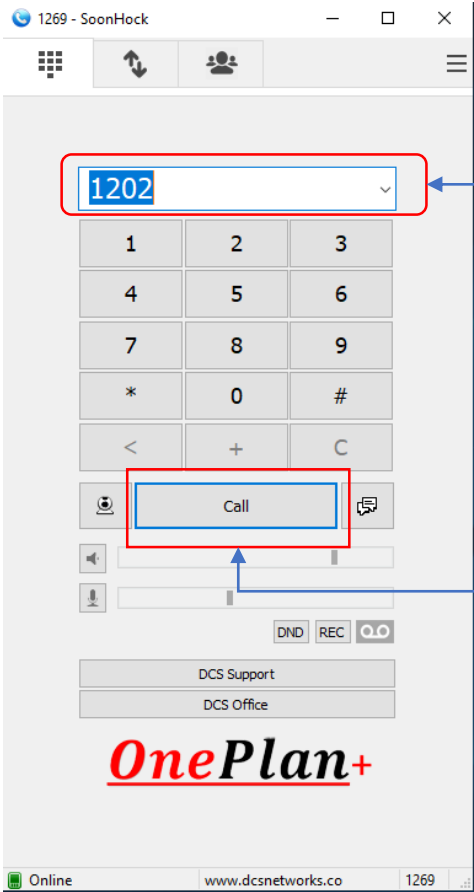 1269 - SoonHock
1202
1 2 3
4 5 6
7 8 9
* 0 #
< + C
Call
DND REC
DCS Support
DCS Office
OnePlan+
Online www.dcsnetworks.co 1269